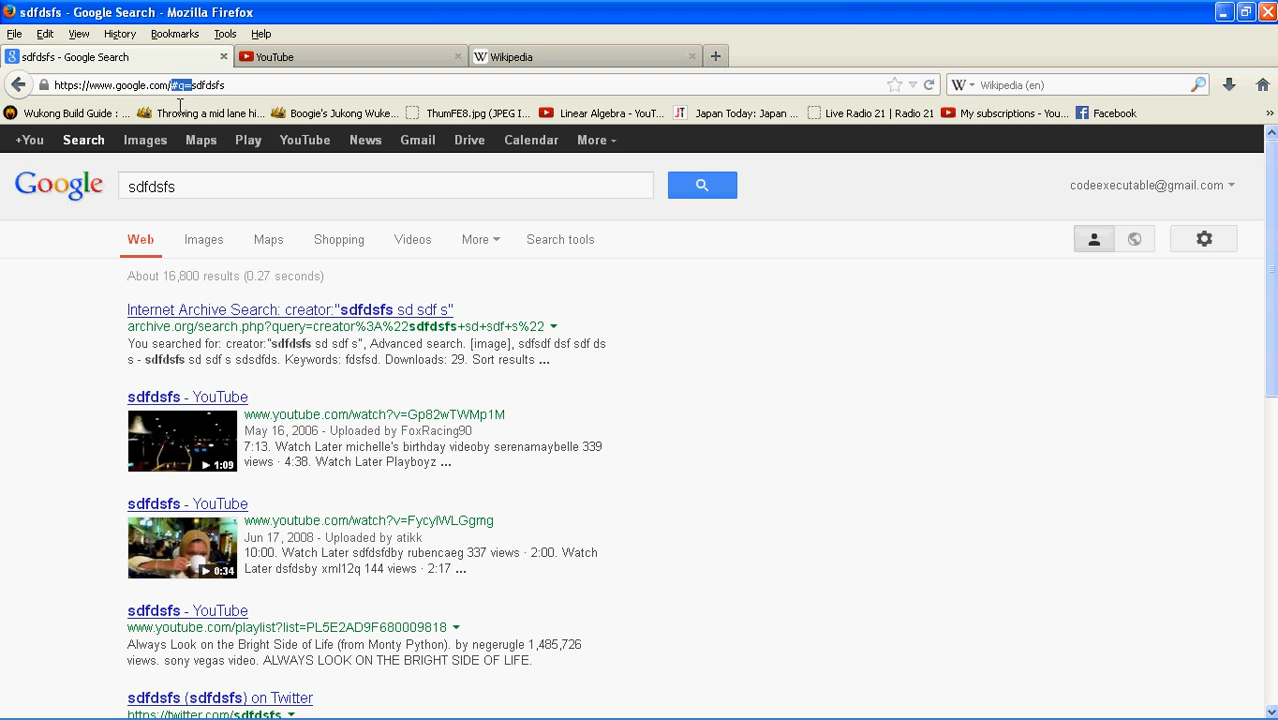 sdfdsfs - Google Search - Mozilla Firefox
File Edit View History Bookmarks Tools Help
sdfdsfs - Google Search YouTube Wikipedia
https://www.google.com/#q=sdfdsfs Wikipedia (en)
Wukong Build Guide : ... Throwing a mid lane hi... Boogie's Jukong Wuke... ThumFE8.jpg (JPEG I... Linear Algebra - YouT... Japan Today: Japan ... Live Radio 21 | Radio 21 My subscriptions - You... Facebook
+You Search Images Maps Play YouTube News Gmail Drive Calendar More
Google sdfdsfs codeexecutable@gmail.com
Web Images Maps Shopping Videos More Search tools
About 16,800 results (0.27 seconds)
Internet Archive Search: creator:"sdfdsfs sd sdf s"
archive.org/search.php?query=creator%3A%22sdfdsfs+sd+sdf+s%22
You searched for: creator:"sdfdsfs sd sdf s", Advanced search. [image], sdfsdf dsf sdf ds
s - sdfdsfs sd sdf s sdsdfds. Keywords: fdsfsd. Downloads: 29. Sort results ...
sdfdsfs - YouTube
www.youtube.com/watch?v=Gp82wTWMp1M
May 16, 2006 - Uploaded by FoxRacing90
7:13. Watch Later michelle's birthday videoby serenamaybelle 339
views · 4:38. Watch Later Playboyz ...
1:09
sdfdsfs - YouTube
www.youtube.com/watch?v=FycylWLGgmg
Jun 17, 2008 - Uploaded by atikk
10:00. Watch Later sdfdsfdby rubencaeg 337 views · 2:00. Watch
Later dsfdsby xml12q 144 views · 2:17 ...
0:34
sdfdsfs - YouTube
www.youtube.com/playlist?list=PL5E2AD9F680009818
Always Look on the Bright Side of Life (from Monty Python). by negerugle 1,485,726
views. sony vegas video. ALWAYS LOOK ON THE BRIGHT SIDE OF LIFE.
sdfdsfs (sdfdsfs) on Twitter
https://twitter.com/sdfdsfs